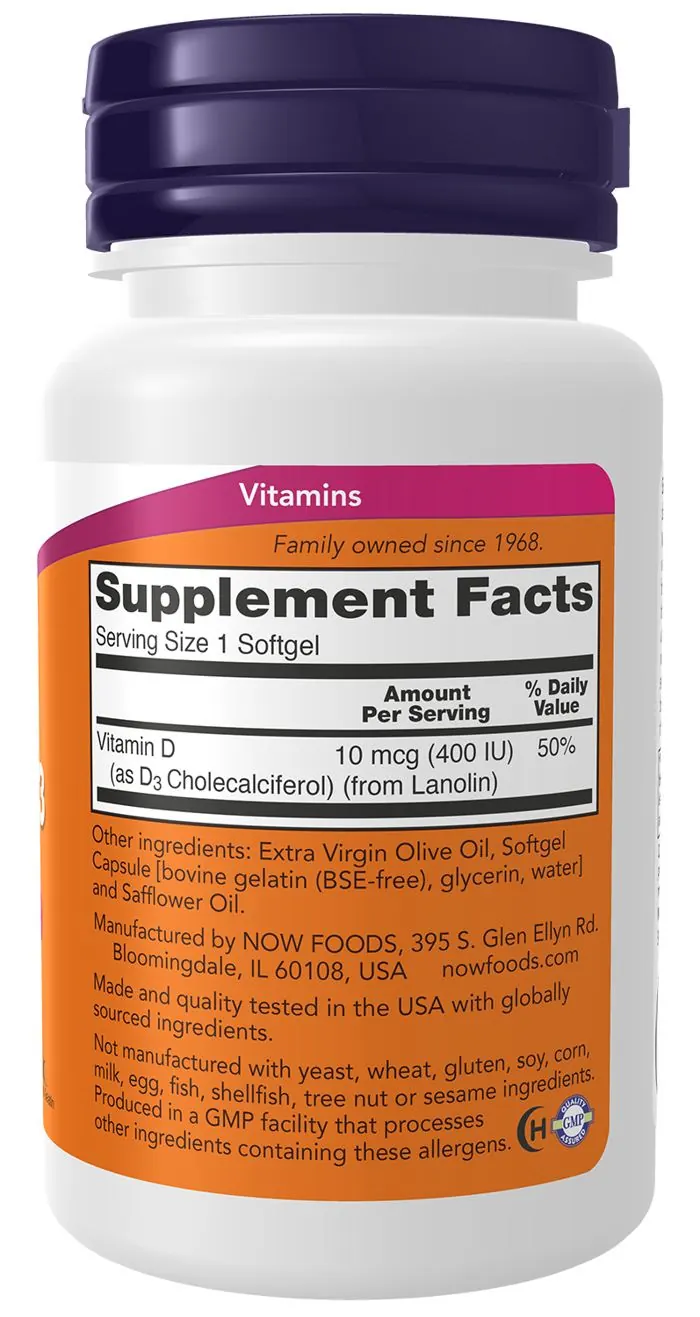 Vitamins
Family owned since 1968.
Supplement Facts
Serving Size 1 Softgel
Amount Per Serving
% Daily Value
Vitamin D 10 mcg (400 IU) 50%
(as D₃ Cholecalciferol) (from Lanolin)
Other ingredients: Extra Virgin Olive Oil, Softgel
Capsule [bovine gelatin (BSE-free), glycerin, water]
and Safflower Oil.
Manufactured by NOW FOODS, 395 S. Glen Ellyn Rd.
Bloomingdale, IL 60108, USA nowfoods.com
Made and quality tested in the USA with globally
sourced ingredients.
Not manufactured with yeast, wheat, gluten, soy, corn,
milk, egg, fish, shellfish, tree nut or sesame ingredients.
Produced in a GMP facility that processes
other ingredients containing these allergens.
H
QUALITY
GMP
ASSURED
3